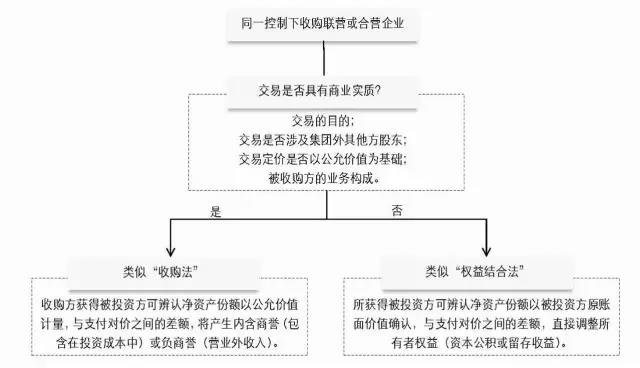 同一控制下收购联营或合营企业
交易是否具有商业实质?
交易的目的;
交易是否涉及集团外其他方股东;
交易定价是否以公允价值为基础;
被收购方的业务构成。
是
否
类似“收购法”
收购方获得被投资方可辨认净资产份额以公允价值
计量,与支付对价之间的差额,将产生内含商誉(包
含在投资成本中)或负商誉(营业外收入)。
类似“权益结合法”
所获得被投资方可辨认净资产份额以被投资方原账
面价值确认,与支付对价之间的差额,直接调整所
有者权益(资本公积或留存收益)。